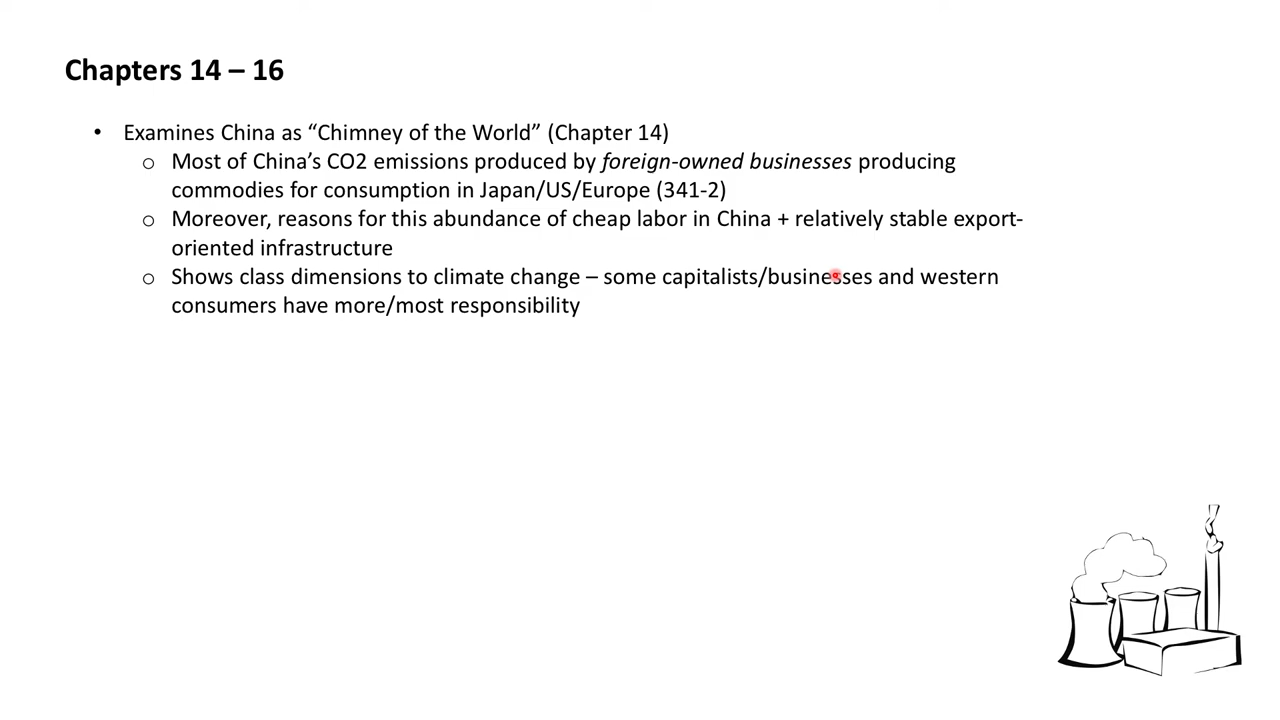 Chapters 14 – 16
• Examines China as “Chimney of the World” (Chapter 14)
o Most of China’s CO2 emissions produced by foreign-owned businesses producing
commodies for consumption in Japan/US/Europe (341-2)
o Moreover, reasons for this abundance of cheap labor in China + relatively stable export-
oriented infrastructure
o Shows class dimensions to climate change – some capitalists/businesses and western
consumers have more/most responsibility